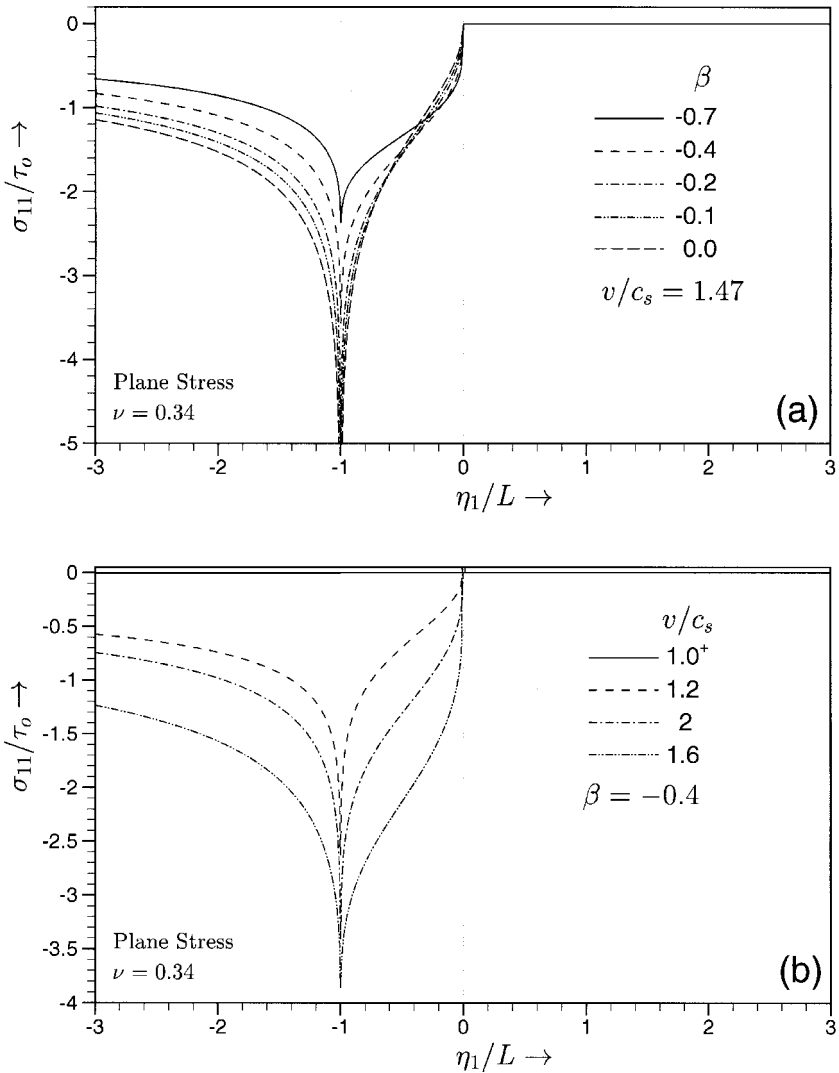 0
-1
-2
-3
-4
-5
σ₁₁/τₒ →
β
-0.7
-0.4
-0.2
-0.1
0.0
v/cₛ = 1.47
Plane Stress
ν = 0.34
(a)
-3 -2 -1 0 1 2 3
η₁/L →
0
-0.5
-1
-1.5
-2
-2.5
-3
-3.5
-4
σ₁₁/τₒ →
v/cₛ
1.0⁺
1.2
2
1.6
β = −0.4
Plane Stress
ν = 0.34
(b)
-3 -2 -1 0 1 2 3
η₁/L →